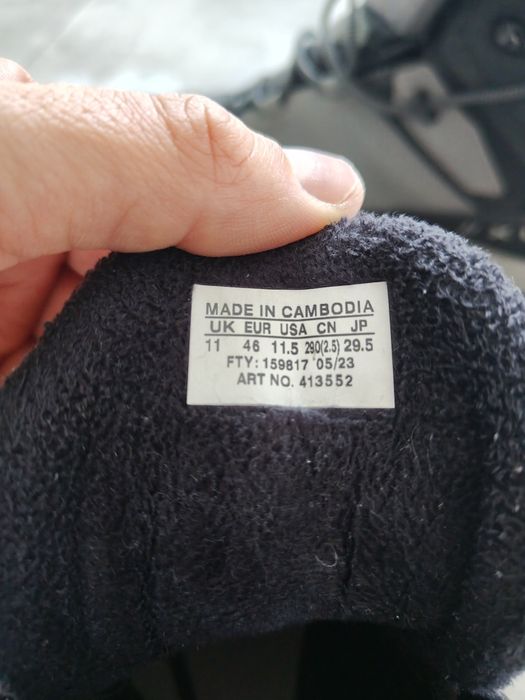 MADE IN CAMBODIA
UK EUR USA CN JP
11 46 11.5 290(2.5) 29.5
FTY: 159817 05/23
ART NO. 413552